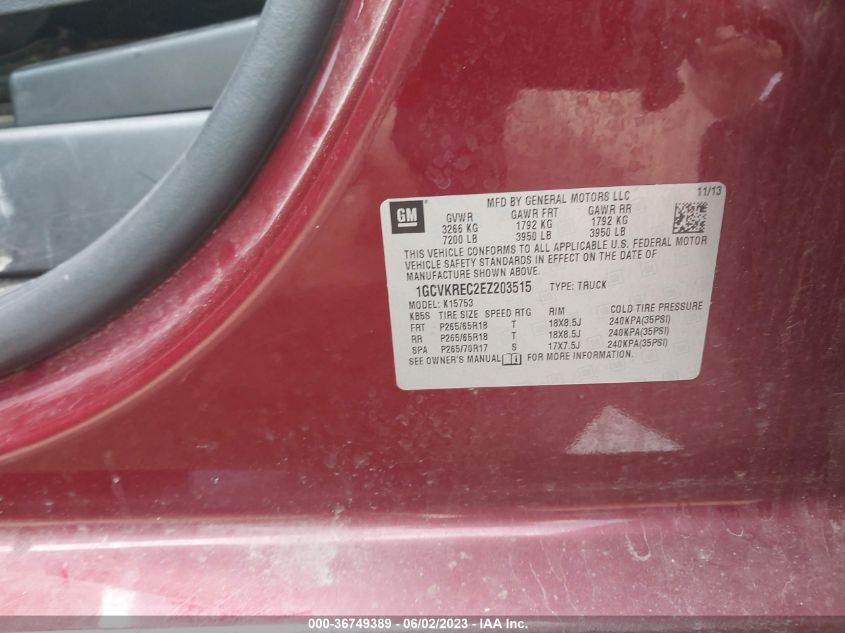 GM
MFD BY GENERAL MOTORS LLC 11/13
GVWR GAWR FRT GAWR RR
3266 KG 1792 KG 1792 KG
7200 LB 3950 LB 3950 LB
THIS VEHICLE CONFORMS TO ALL APPLICABLE U.S. FEDERAL MOTOR
VEHICLE SAFETY STANDARDS IN EFFECT ON THE DATE OF
MANUFACTURE SHOWN ABOVE.
1GCVKREC2EZ203515 TYPE: TRUCK
MODEL: K15753
KB5S TIRE SIZE SPEED RTG RIM COLD TIRE PRESSURE
FRT P265/65R18 T 18X8.5J 240KPA(35PSI)
RR P265/65R18 T 18X8.5J 240KPA(35PSI)
SPA P265/70R17 S 17X7.5J 240KPA(35PSI)
SEE OWNER'S MANUAL FOR MORE INFORMATION.
000-36749389 - 06/02/2023 - IAA Inc.